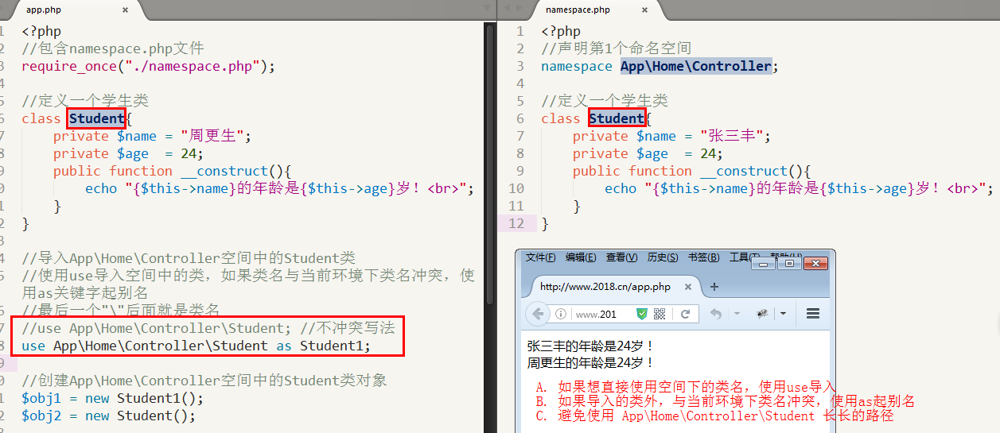 app.php ×
<?php
//包含namespace.php文件
require_once("./namespace.php");
//定义一个学生类
class Student{
private $name = "周更生";
private $age = 24;
public function __construct(){
echo "{$this->name}的年龄是{$this->age}岁！<br>";
}
}
//导入App\Home\Controller空间中的Student类
//使用use导入空间中的类，如果类名与当前环境下类名冲突，使
用as关键字起别名
//最后一个"\"后面就是类名
//use App\Home\Controller\Student; //不冲突写法
use App\Home\Controller\Student as Student1;
//创建App\Home\Controller空间中的Student类对象
$obj1 = new Student1();
$obj2 = new Student();
namespace.php ×
1 <?php
2 //声明第1个命名空间
3 namespace App\Home\Controller;
4
5 //定义一个学生类
6 class Student{
7 private $name = "张三丰";
8 private $age = 24;
9 public function __construct(){
10 echo "{$this->name}的年龄是{$this->age}岁！<br>";
11 }
12 }
文件(F) 编辑(E) 查看(V) 历史(S) 书签(B) 工具(T)
http://www.2018.cn/app.php × +
www.201
张三丰的年龄是24岁！
周更生的年龄是24岁！
A. 如果想直接使用空间下的类名，使用use导入
B. 如果导入的类外，与当前环境下类名冲突，使用as起别名
C. 避免使用 App\Home\Controller\Student 长长的路径